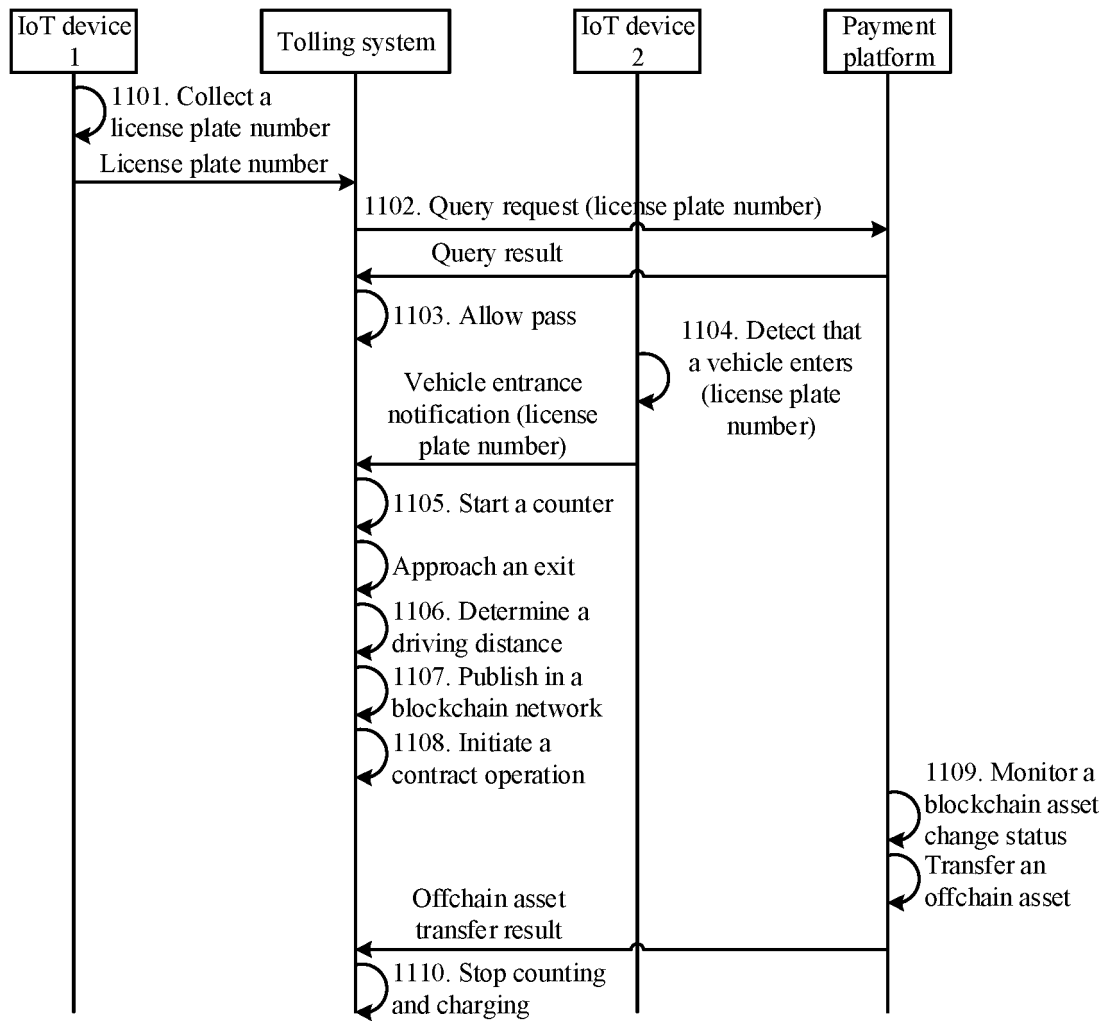 IoT device
1
Tolling system
IoT device
2
Payment
platform
1101. Collect a
license plate number
License plate number
1102. Query request (license plate number)
Query result
1103. Allow pass
1104. Detect that
a vehicle enters
(license plate
number)
Vehicle entrance
notification (license
plate number)
1105. Start a counter
Approach an exit
1106. Determine a
driving distance
1107. Publish in a
blockchain network
1108. Initiate a
contract operation
1109. Monitor a
blockchain asset
change status
Transfer an
offchain asset
Offchain asset
transfer result
1110. Stop counting
and charging